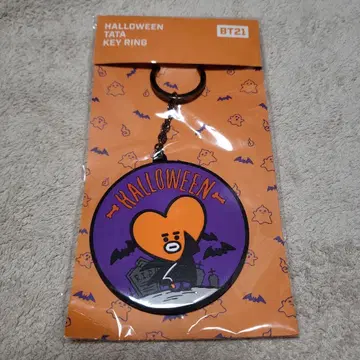 HALLOWEEN
TATA
KEY RING
BT21
HALLOWEEN